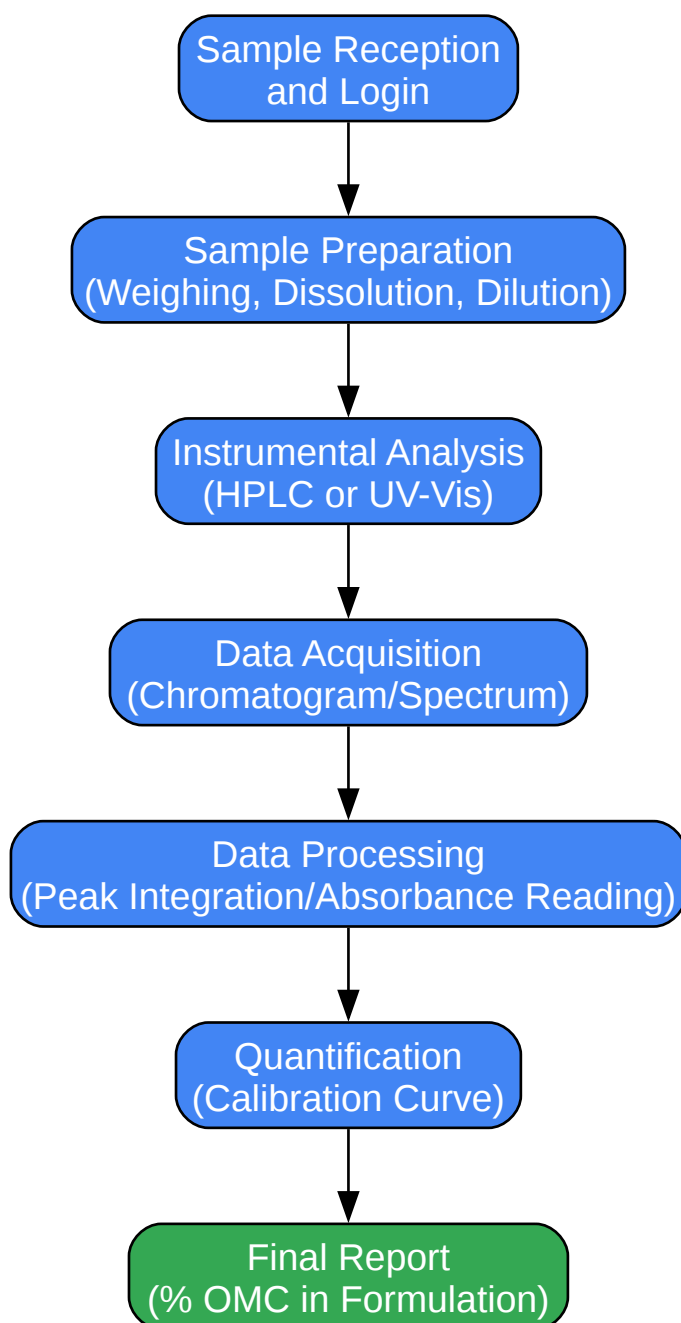 Sample Reception
and Login
Sample Preparation
(Weighing, Dissolution, Dilution)
Instrumental Analysis
(HPLC or UV-Vis)
Data Acquisition
(Chromatogram/Spectrum)
Data Processing
(Peak Integration/Absorbance Reading)
Quantification
(Calibration Curve)
Final Report
(% OMC in Formulation)